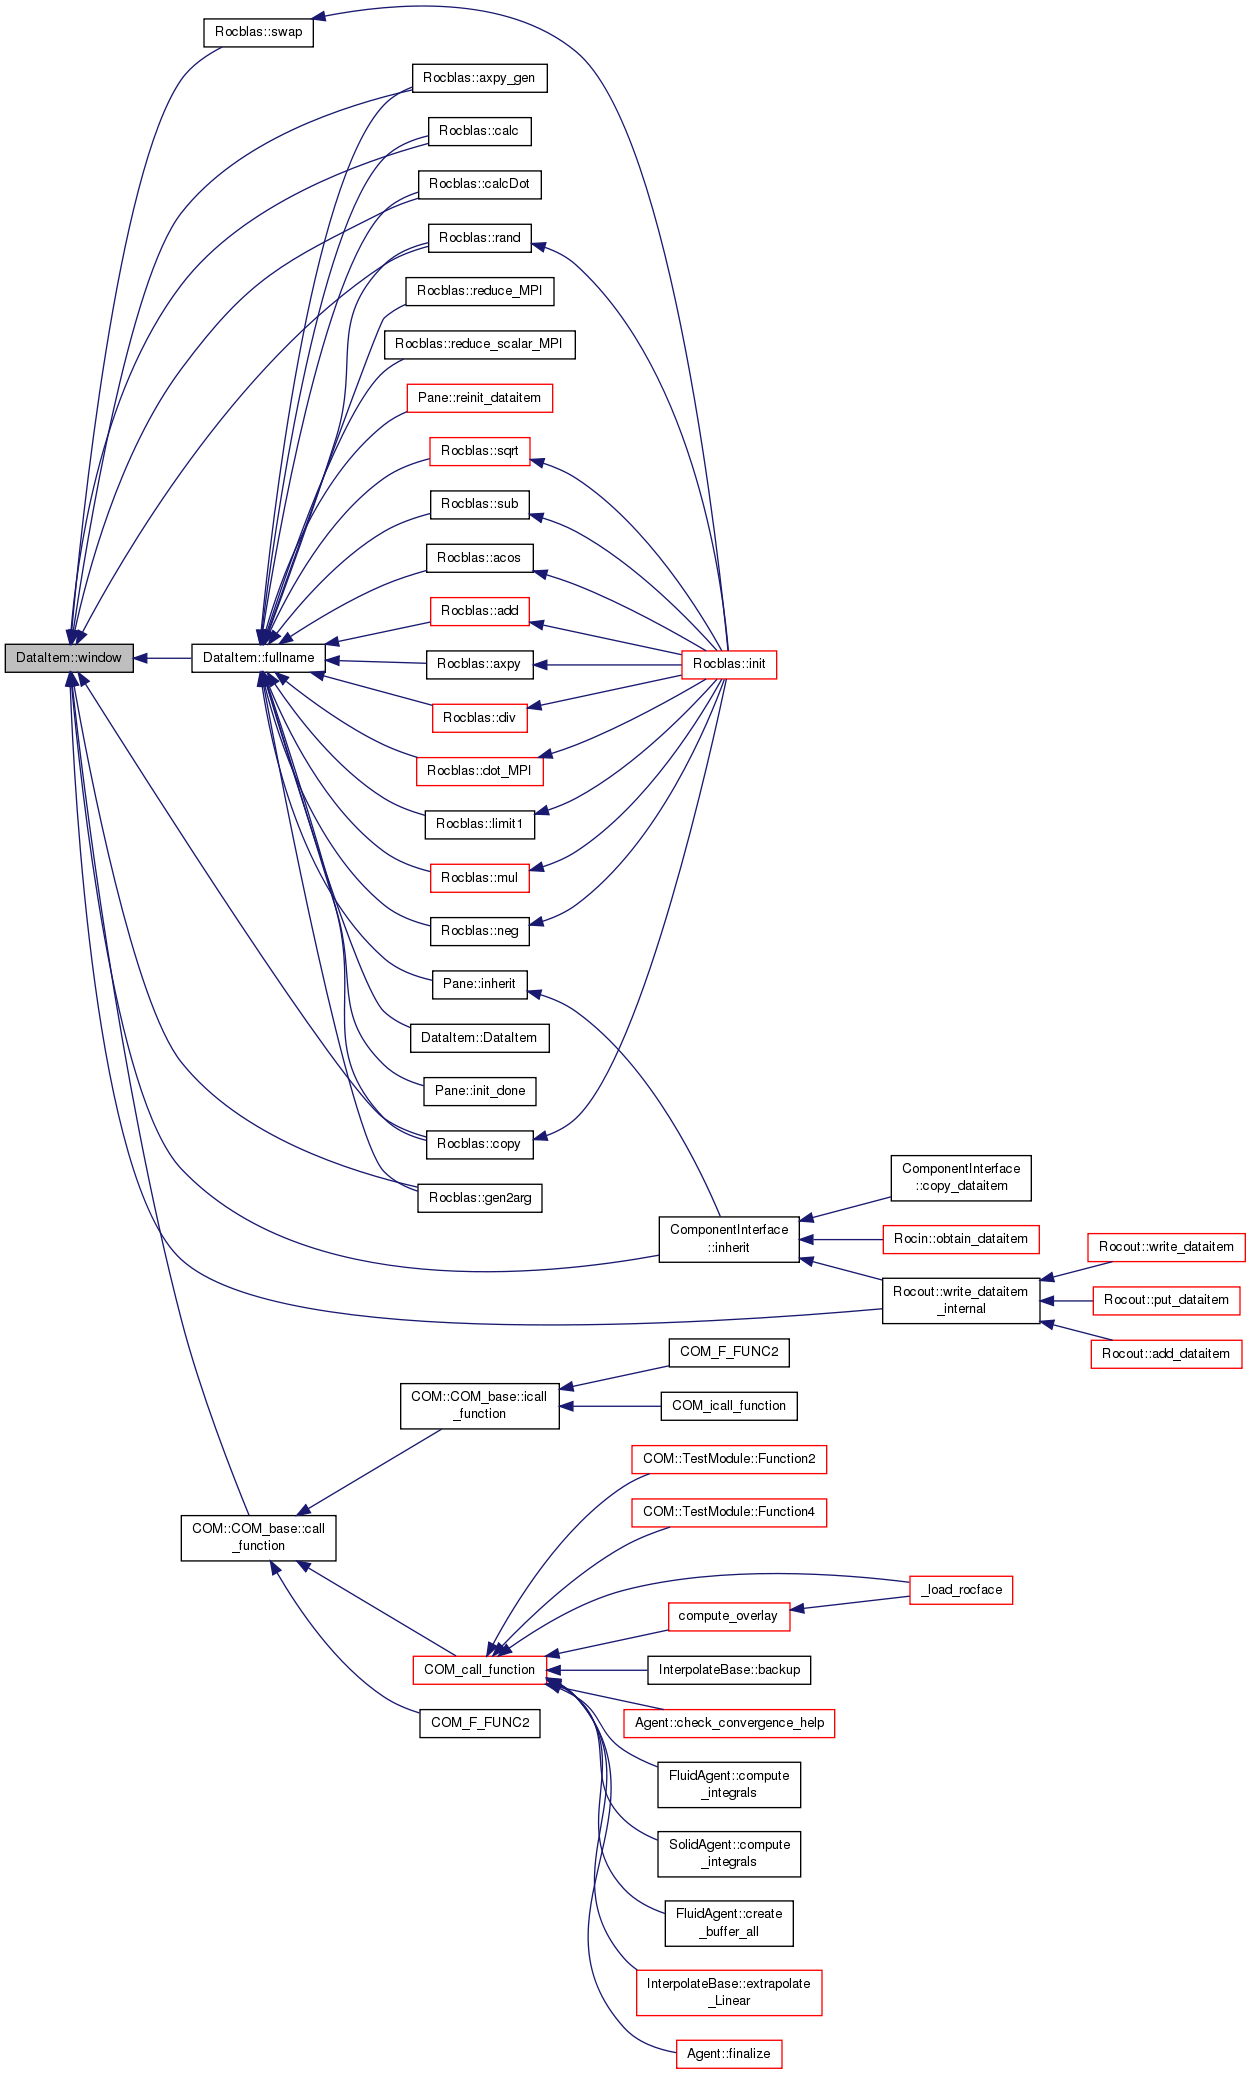 Rocblas::swap
Rocblas::axpy_gen
Rocblas::calc
Rocblas::calcDot
Rocblas::rand
Rocblas::reduce_MPI
Rocblas::reduce_scalar_MPI
Pane::reinit_dataitem
Rocblas::sqrt
Rocblas::sub
Rocblas::acos
Rocblas::add
DataItem::window
DataItem::fullname
Rocblas::axpy
Rocblas::init
Rocblas::div
Rocblas::dot_MPI
Rocblas::limit1
Rocblas::mul
Rocblas::neg
Pane::inherit
DataItem::DataItem
Pane::init_done
Rocblas::copy
Rocblas::gen2arg
ComponentInterface
::copy_dataitem
ComponentInterface
::inherit
Rocin::obtain_dataitem
Rocout::write_dataitem
_internal
Rocout::write_dataitem
Rocout::put_dataitem
Rocout::add_dataitem
COM_F_FUNC2
COM::COM_base::icall
_function
COM_icall_function
COM::TestModule::Function2
COM::TestModule::Function4
COM::COM_base::call
_function
_load_rocface
compute_overlay
COM_call_function
InterpolateBase::backup
COM_F_FUNC2
Agent::check_convergence_help
FluidAgent::compute
_integrals
SolidAgent::compute
_integrals
FluidAgent::create
_buffer_all
InterpolateBase::extrapolate
_Linear
Agent::finalize